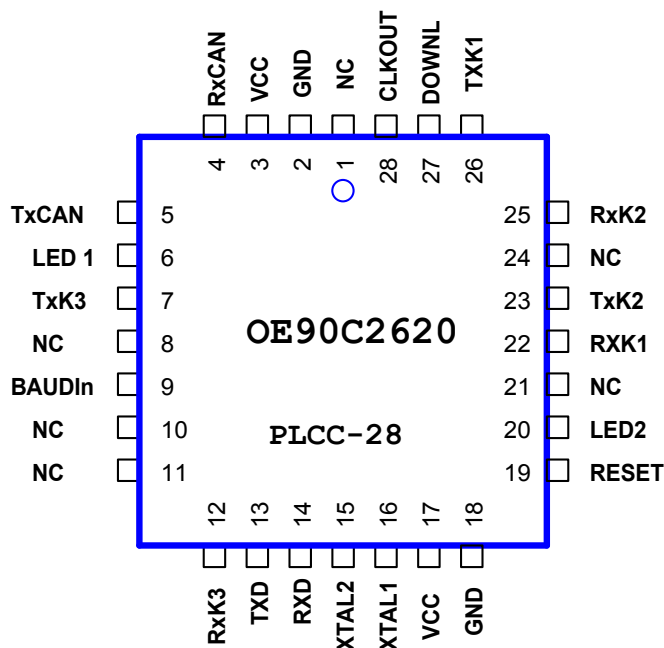 RxCAN VCC GND NC CLKOUT DOWNL TXK1
4 3 2 1 28 27 26
TxCAN 5 25 RxK2
LED 1 6 24 NC
TxK3 7 23 TxK2
NC 8 OE90C2620 22 RXK1
BAUDIn 9 21 NC
NC 10 PLCC-28 20 LED2
NC 11 19 RESET
12 13 14 15 16 17 18
RxK3 TXD RXD XTAL2 XTAL1 VCC GND